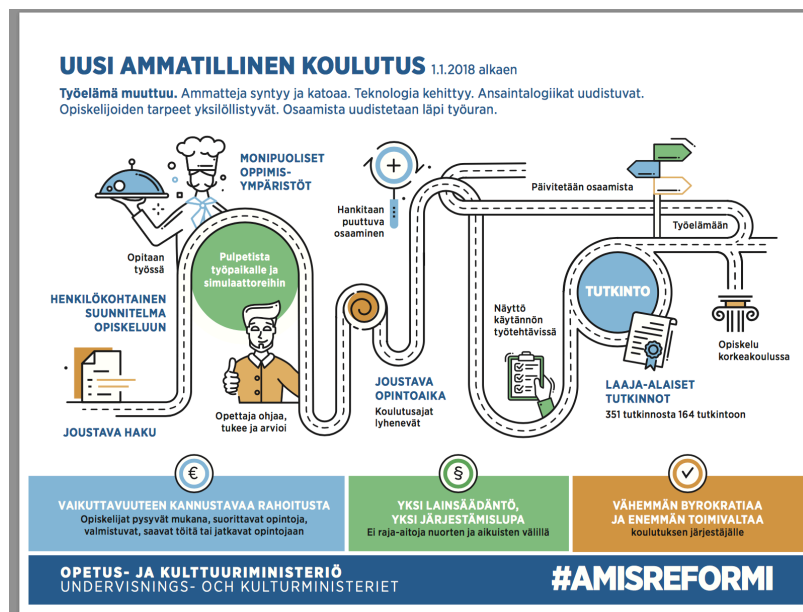 UUSI AMMATILLINEN KOULUTUS 1.1.2018 alkaen
Työelämä muuttuu. Ammatteja syntyy ja katoaa. Teknologia kehittyy. Ansaintalogiikat uudistuvat.
Opiskelijoiden tarpeet yksilöllistyvät. Osaamista uudistetaan läpi työuran.
MONIPUOLISET
OPPIMIS-
YMPÄRISTÖT
Opitaan
työssä
Pulpetista
työpaikalle ja
simulaattoreihin
HENKILÖKOHTAINEN
SUUNNITELMA
OPISKELUUN
JOUSTAVA HAKU
Opettaja ohjaa,
tukee ja arvioi
Hankitaan
puuttuva
osaaminen
JOUSTAVA
OPINTOAIKA
Koulutusajat
lyhenevät
Päivitetään osaamista
Työelämään
Näyttö
käytännön
työtehtävissä
TUTKINTO
Opiskelu
korkeakoulussa
LAAJA-ALAISET
TUTKINNOT
351 tutkinnosta 164 tutkintoon
€
VAIKUTTAVUUTEEN KANNUSTAVAA RAHOITUSTA
Opiskelijat pysyvät mukana, suorittavat opintoja,
valmistuvat, saavat töitä tai jatkavat opintojaan
§
YKSI LAINSÄÄDÄNTÖ,
YKSI JÄRJESTÄMISLUPA
Ei raja-aitoja nuorten ja aikuisten välillä
VÄHEMMÄN BYROKRATIAA
JA ENEMMÄN TOIMIVALTAA
koulutuksen järjestäjälle
OPETUS- JA KULTTUURIMINISTERIÖ
UNDERVISNINGS- OCH KULTURMINISTERIET
#AMISREFORMI